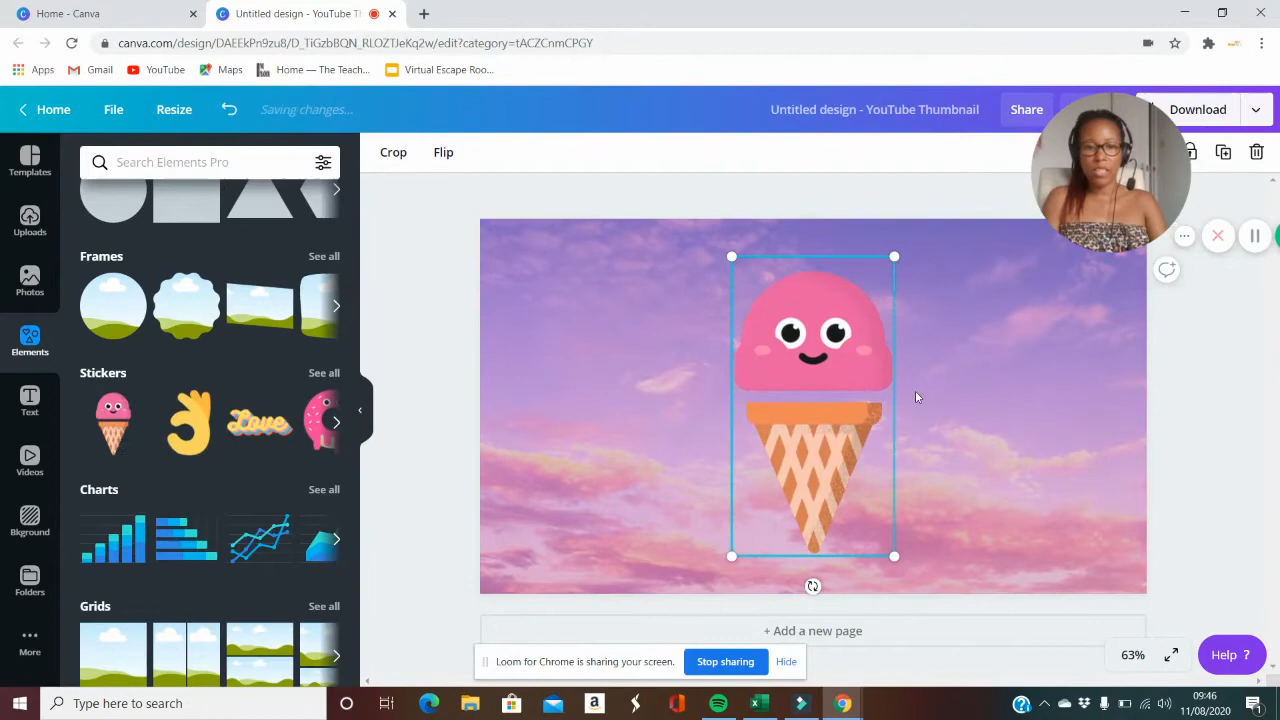 Home - Canva
Untitled design - YouTube Th
canva.com/design/DAEEkPn9zu8/D_TiGzbBQN_RLOZTJeKq2w/edit?category=tACZCnmCPGY
Apps
Gmail
YouTube
Maps
Home — The Teach...
Virtual Escape Roo...
Home
File
Resize
Saving changes...
Untitled design - YouTube Thumbnail
Share
Download
Templates
Uploads
Photos
Elements
Text
Videos
Bkground
Folders
More
Search Elements Pro
Crop
Flip
Frames
See all
Stickers
See all
Love
Charts
See all
Grids
See all
+ Add a new page
Loom for Chrome is sharing your screen.
Stop sharing
Hide
63%
Help ?
Type here to search
09:46
11/08/2020